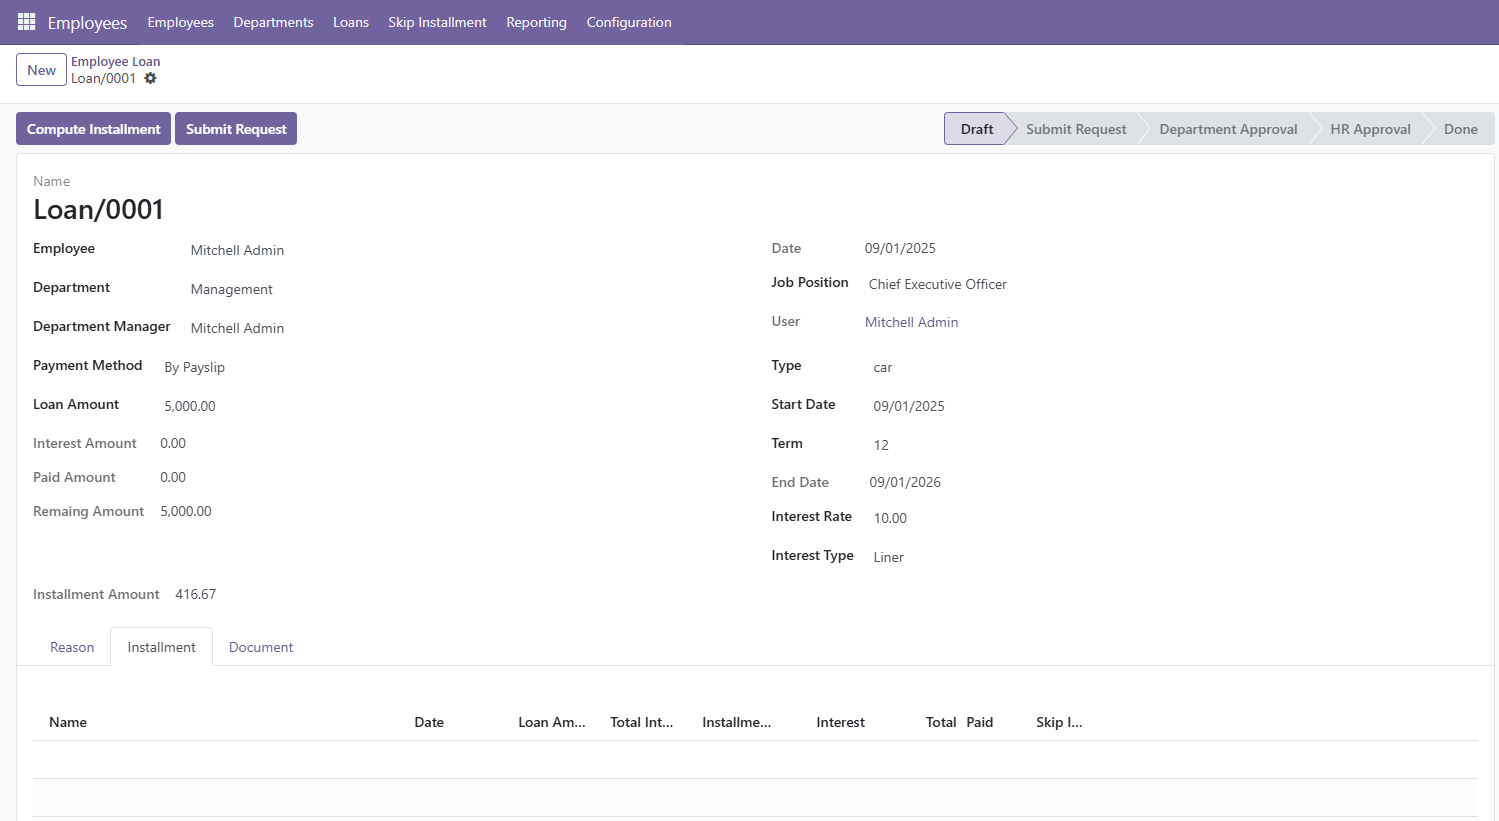 Employees Employees Departments Loans Skip Installment Reporting Configuration
New Employee Loan
Loan/0001
Compute Installment Submit Request Draft Submit Request Department Approval HR Approval Done
Name
Loan/0001
Employee Mitchell Admin Date 09/01/2025
Department Management Job Position Chief Executive Officer
Department Manager Mitchell Admin User Mitchell Admin
Payment Method By Payslip Type car
Loan Amount 5,000.00 Start Date 09/01/2025
Interest Amount 0.00 Term 12
Paid Amount 0.00 End Date 09/01/2026
Remaing Amount 5,000.00 Interest Rate 10.00
Interest Type Liner
Installment Amount 416.67
Reason Installment Document
Name Date Loan Am... Total Int... Installme... Interest Total Paid Skip I...